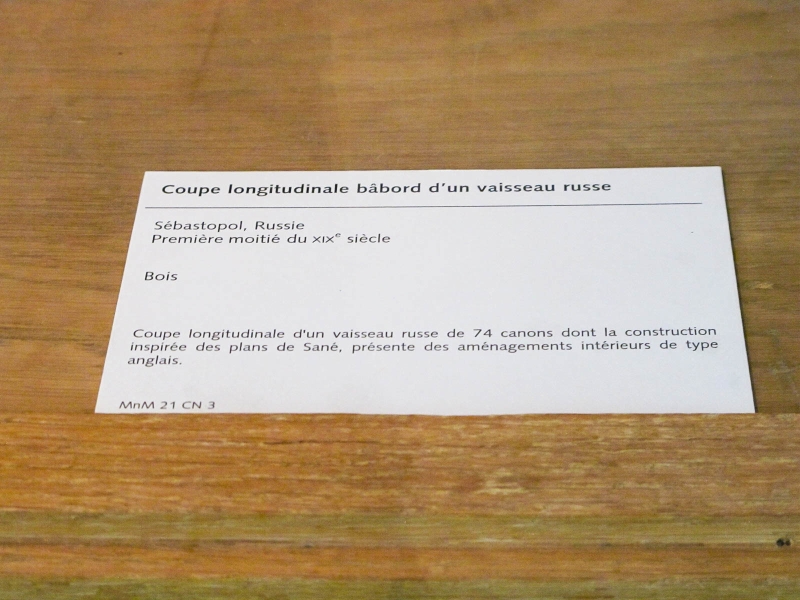 Coupe longitudinale bâbord d'un vaisseau russe
Sébastopol, Russie
Première moitié du XIXe siècle
Bois
Coupe longitudinale d'un vaisseau russe de 74 canons dont la construction
inspirée des plans de Sané, présente des aménagements intérieurs de type
anglais.
MnM 21 CN 3